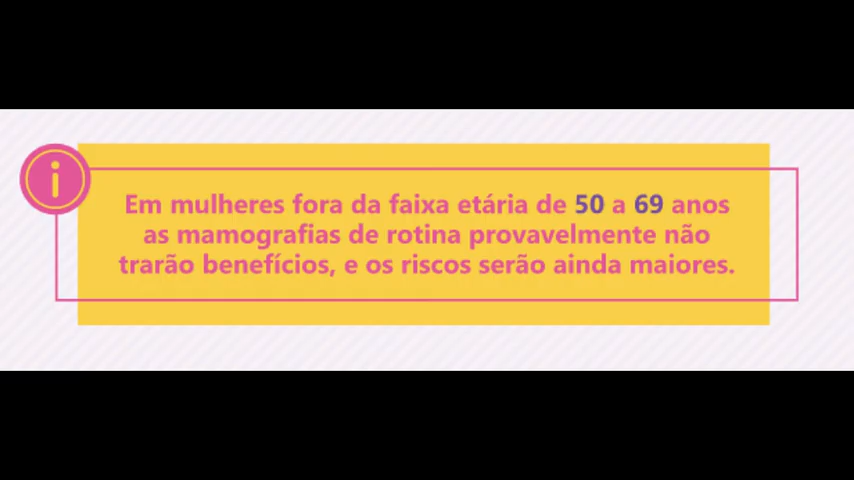 i
Em mulheres fora da faixa etária de 50 a 69 anos
as mamografias de rotina provavelmente não
trarão benefícios, e os riscos serão ainda maiores.